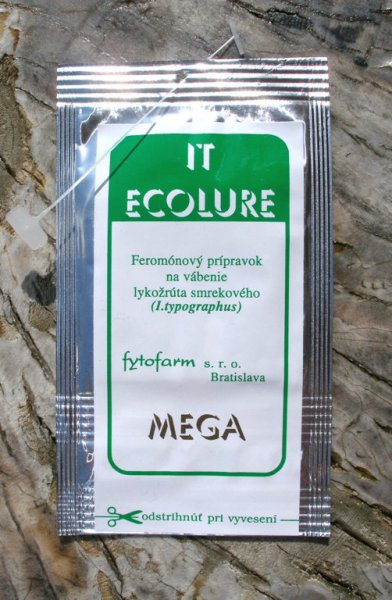 IT
ECOLURE
Feromónový prípravok
na vábenie
lykožrúta smrekového
(I.typographus)
fytofarm s. r. o.
Bratislava
MEGA
odstrihnúť pri vyvesení